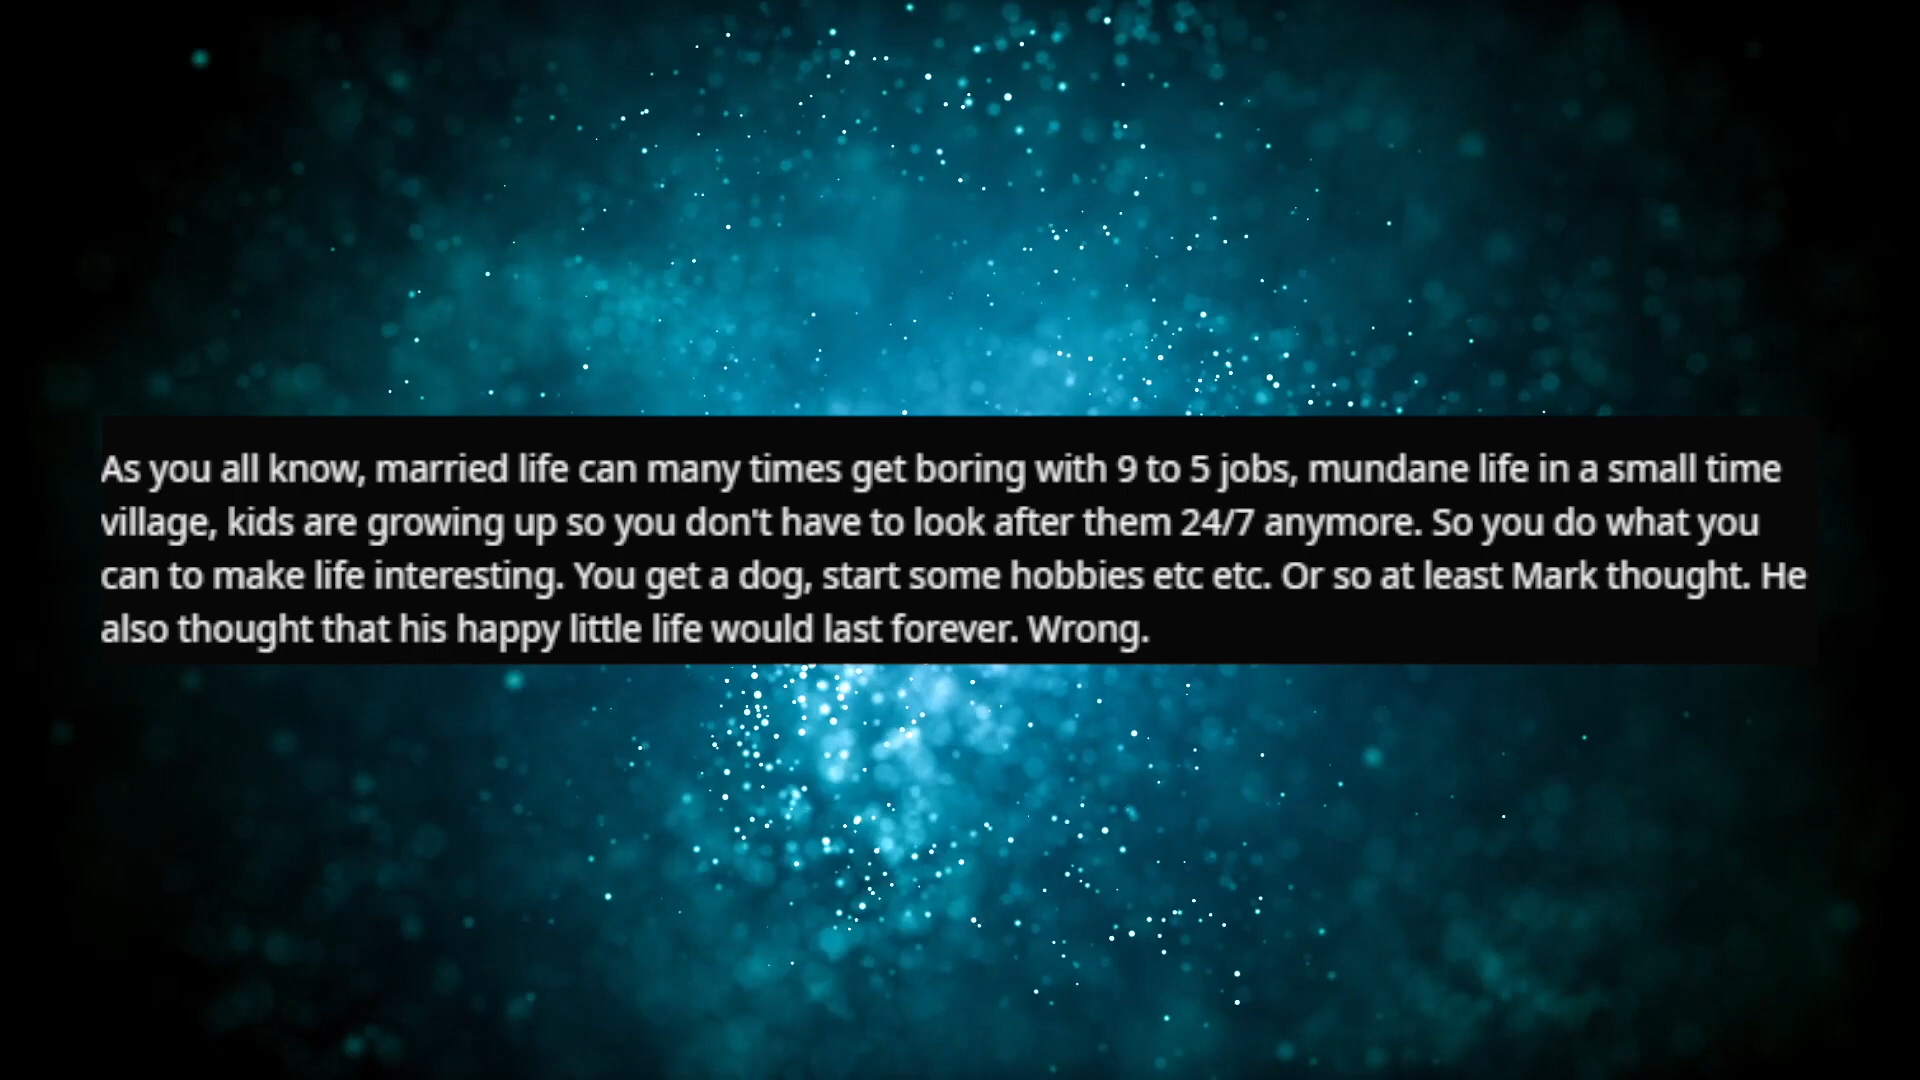 As you all know, married life can many times get boring with 9 to 5 jobs, mundane life in a small time
village, kids are growing up so you don't have to look after them 24/7 anymore. So you do what you
can to make life interesting. You get a dog, start some hobbies etc etc. Or so at least Mark thought. He
also thought that his happy little life would last forever. Wrong.